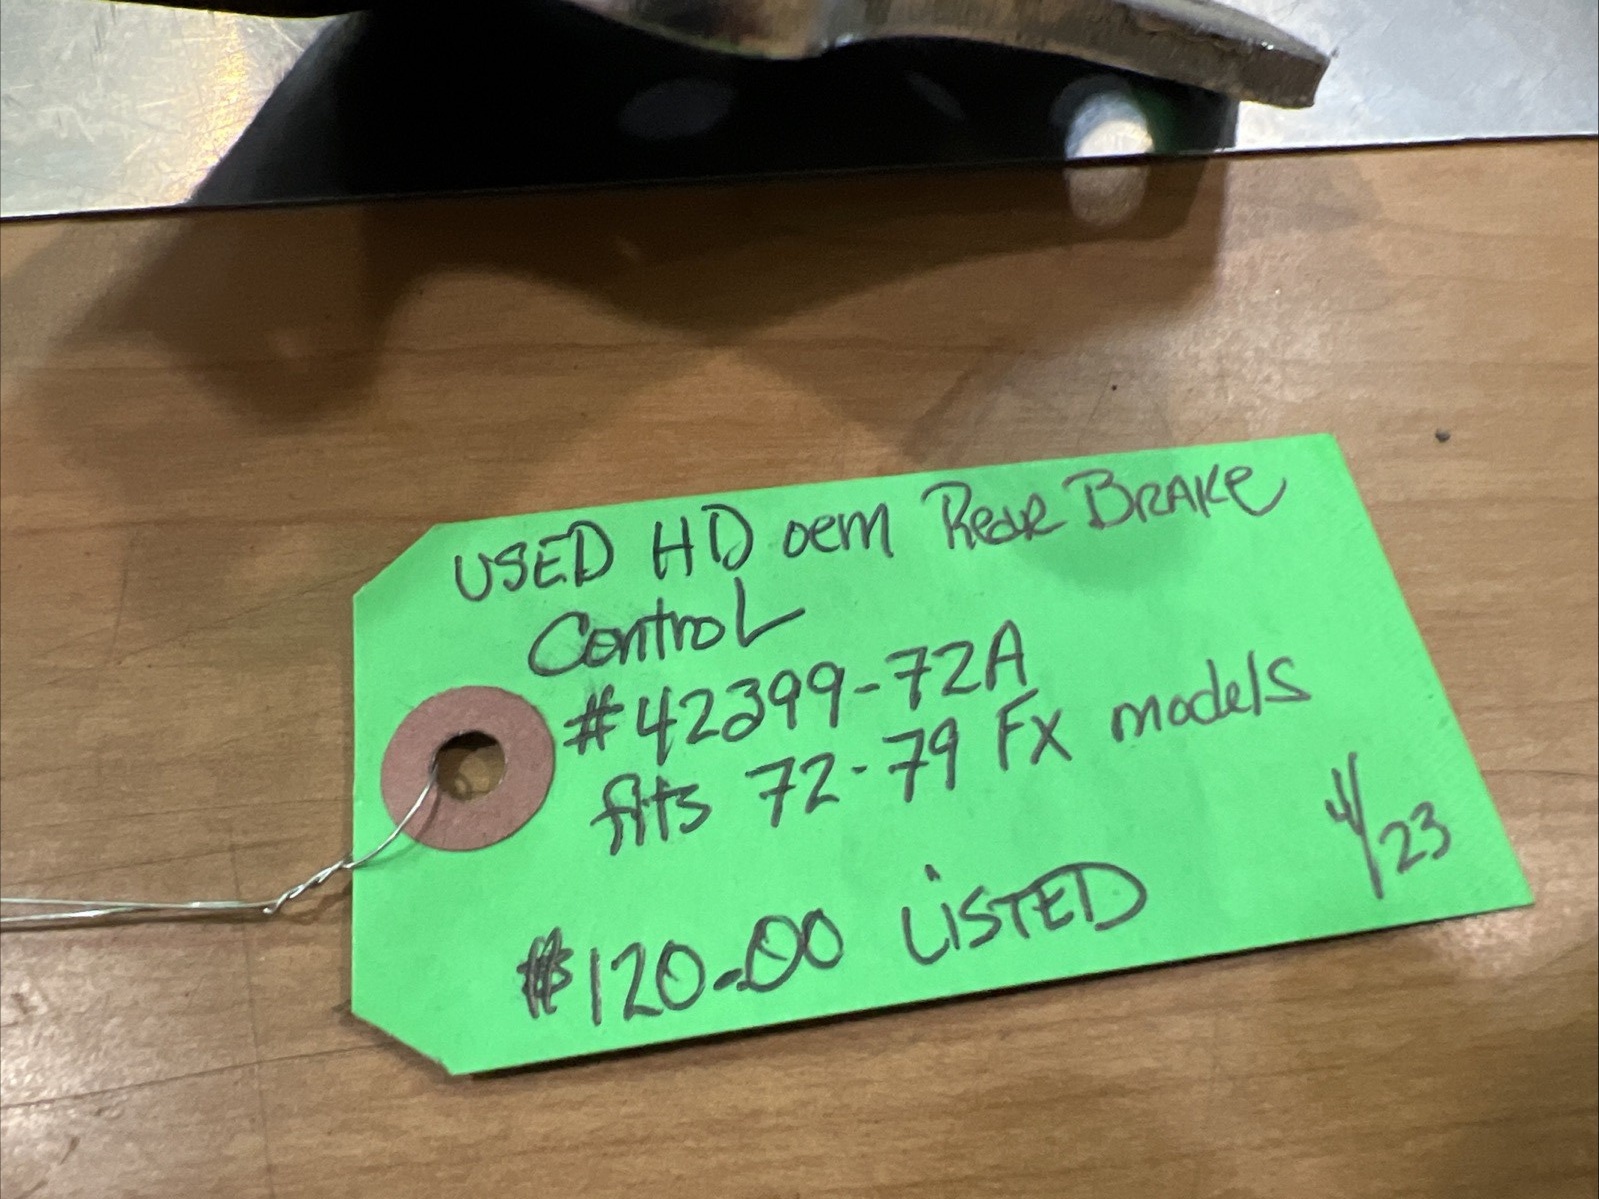 USED HD oem Rear BRAKe
ControL
#42399-72A
fits 72-79 FX models
4/23
$120.00 LiSTED